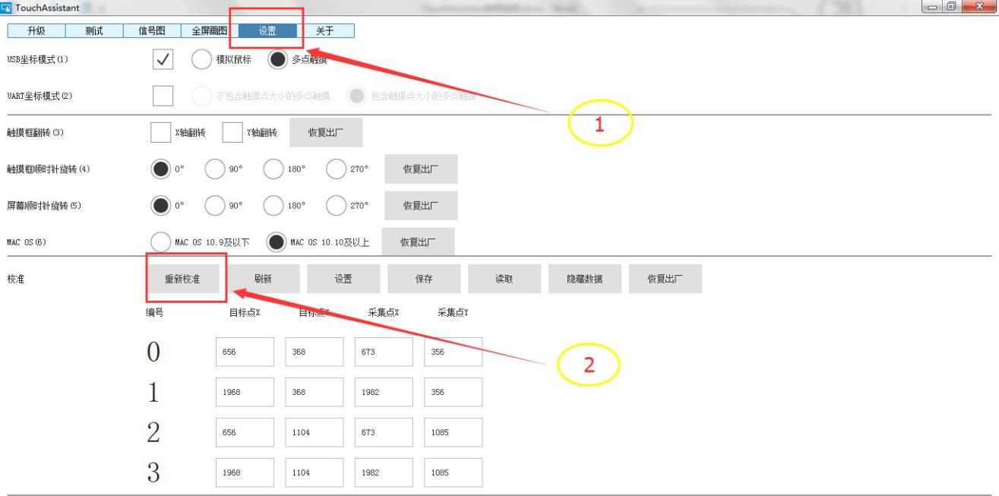 TouchAssistant
升级 测试 信号图 全屏画图 设置 关于
USB坐标模式(1) 模拟鼠标 多点触摸
UART坐标模式(2) 不包含触摸点大小的多点触摸 包含触摸点大小的多点触摸
1
触摸框翻转(3) X轴翻转 Y轴翻转 恢复出厂
触摸框顺时针旋转(4) 0° 90° 180° 270° 恢复出厂
屏幕顺时针旋转(5) 0° 90° 180° 270° 恢复出厂
MAC OS(6) MAC OS 10.9及以下 MAC OS 10.10及以上 恢复出厂
校准 重新校准 刷新 设置 保存 读取 隐藏数据 恢复出厂
编号 目标点X 目标点Y 采集点X 采集点Y
0 656 368 673 356
2
1 1968 368 1982 356
2 656 1104 673 1085
3 1968 1104 1982 1085